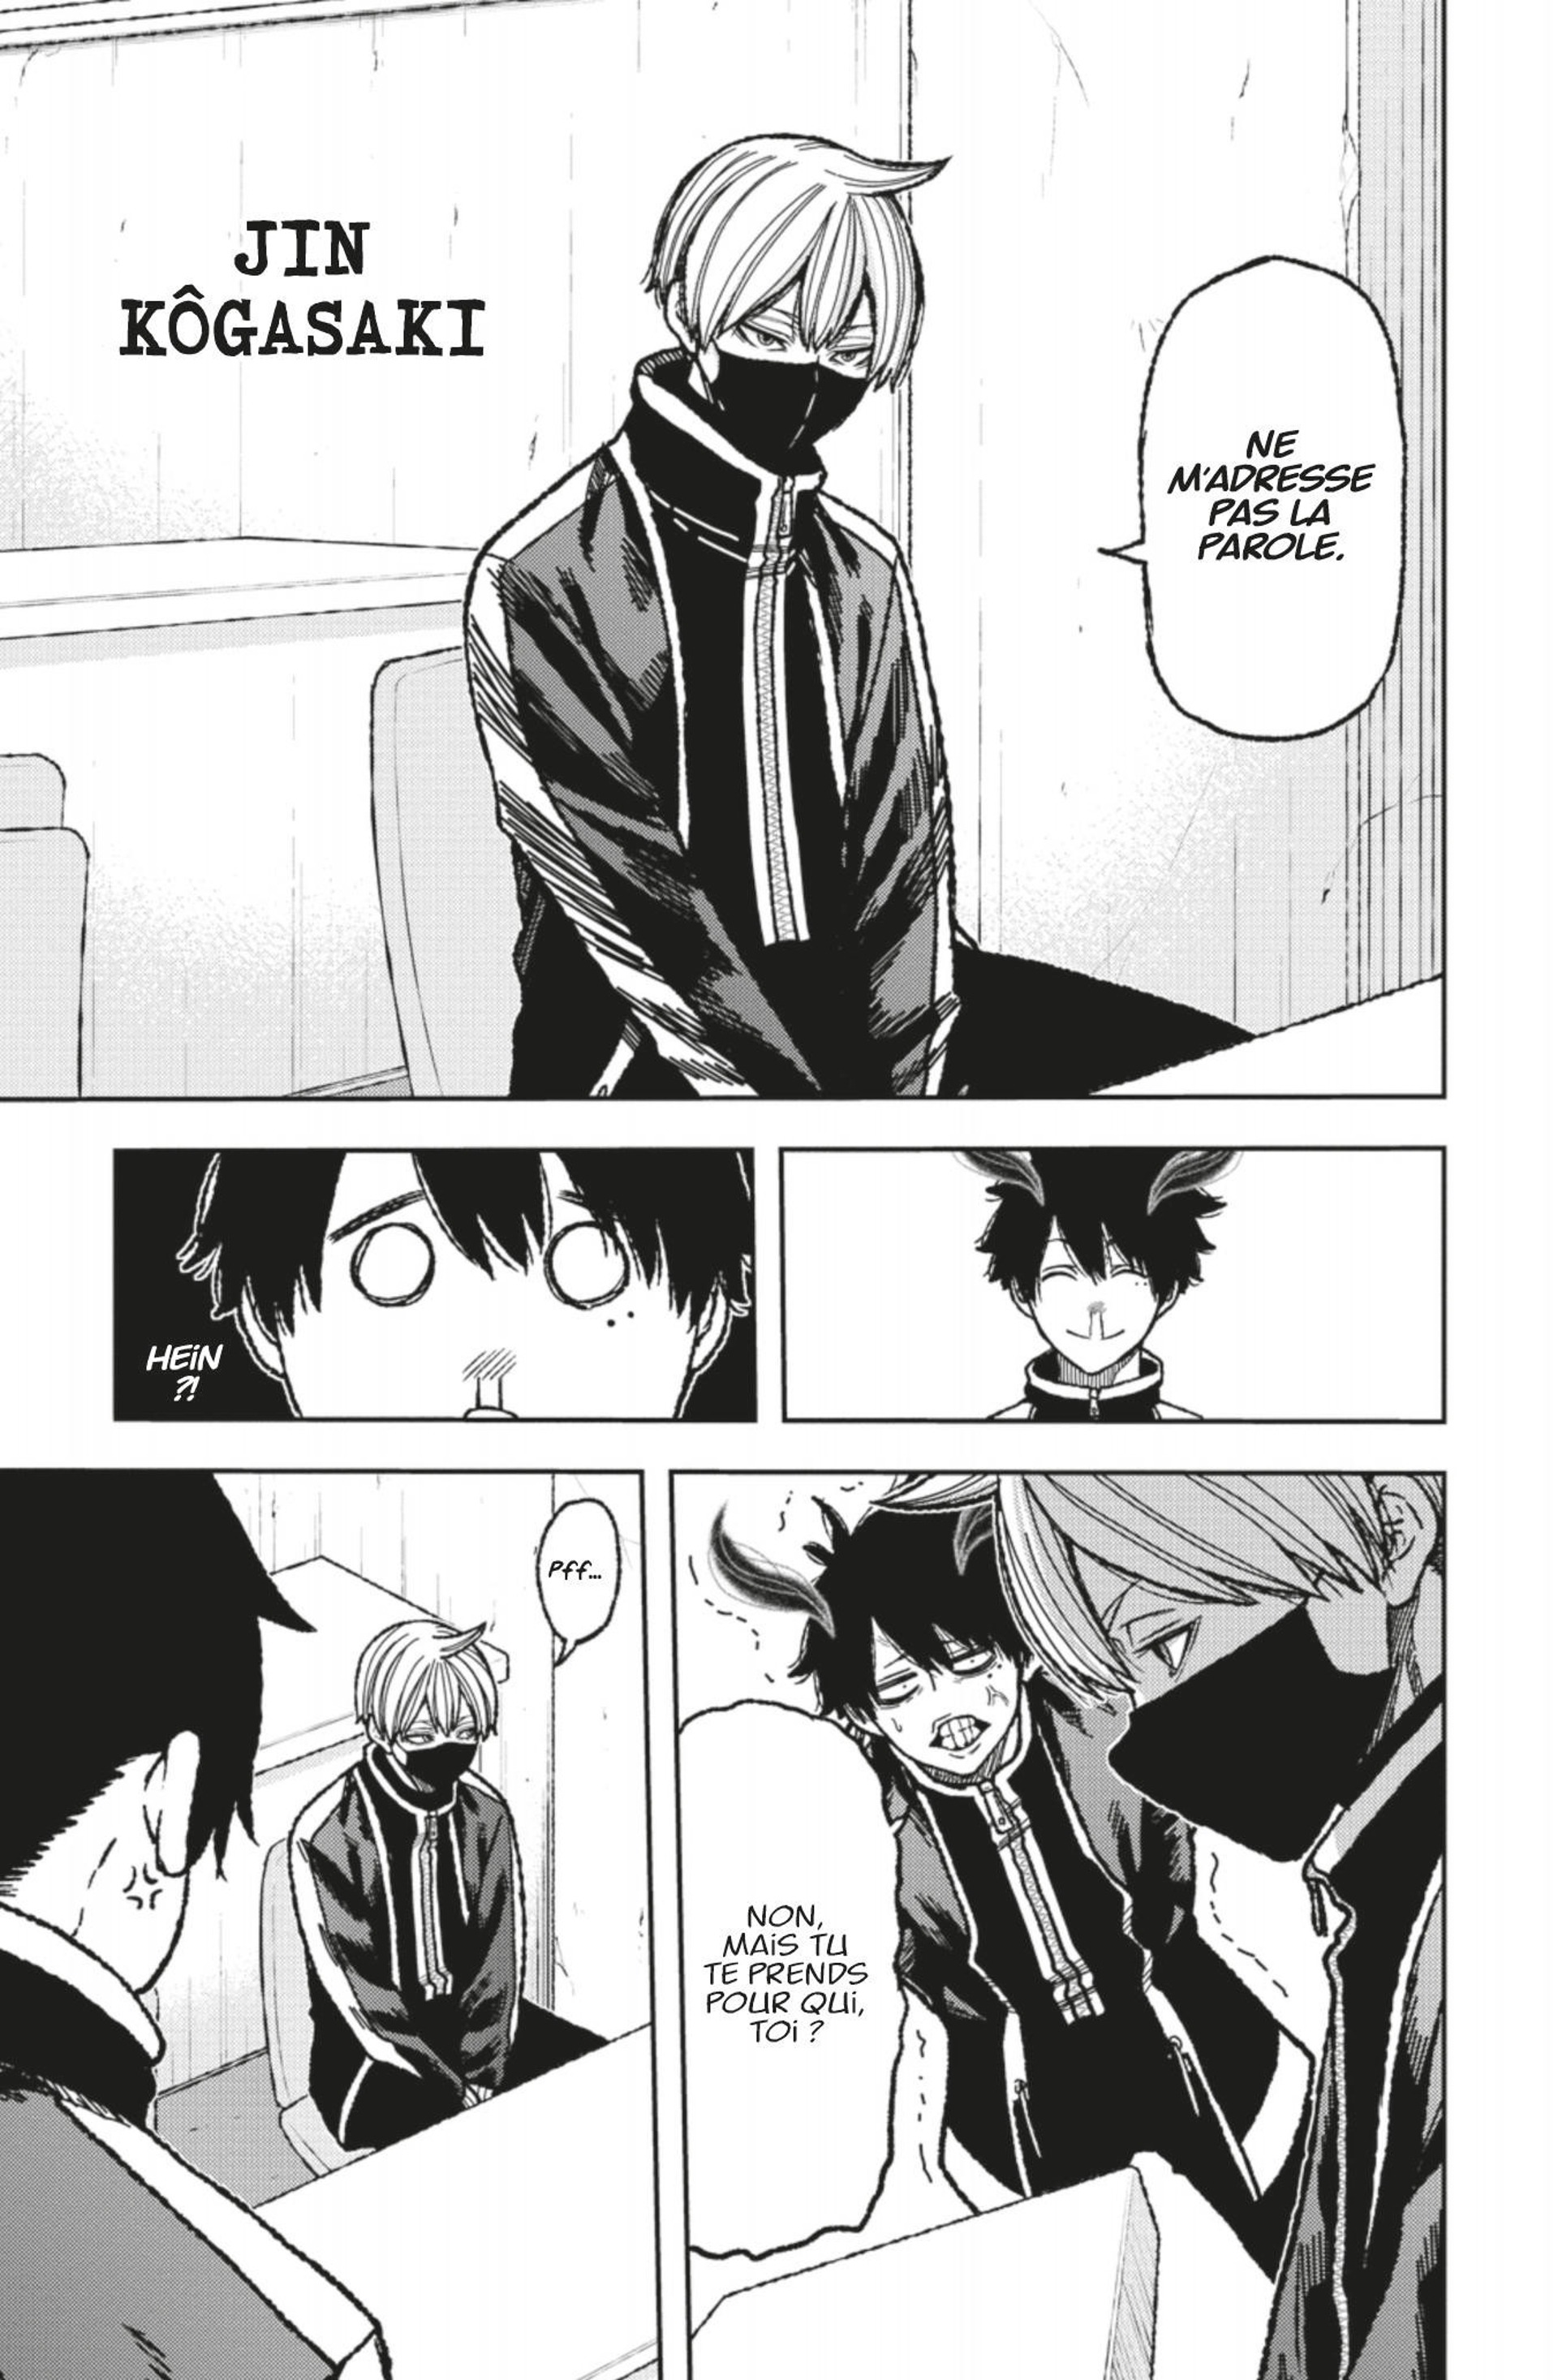 NE
M'ADRESSE
PAS LA
PAROLE.
JIN
KÔGASAKI
HEIN
?!
NON,
MAIS TU
TE PRENDS
POUR QUI,
TOI ?
Pff...